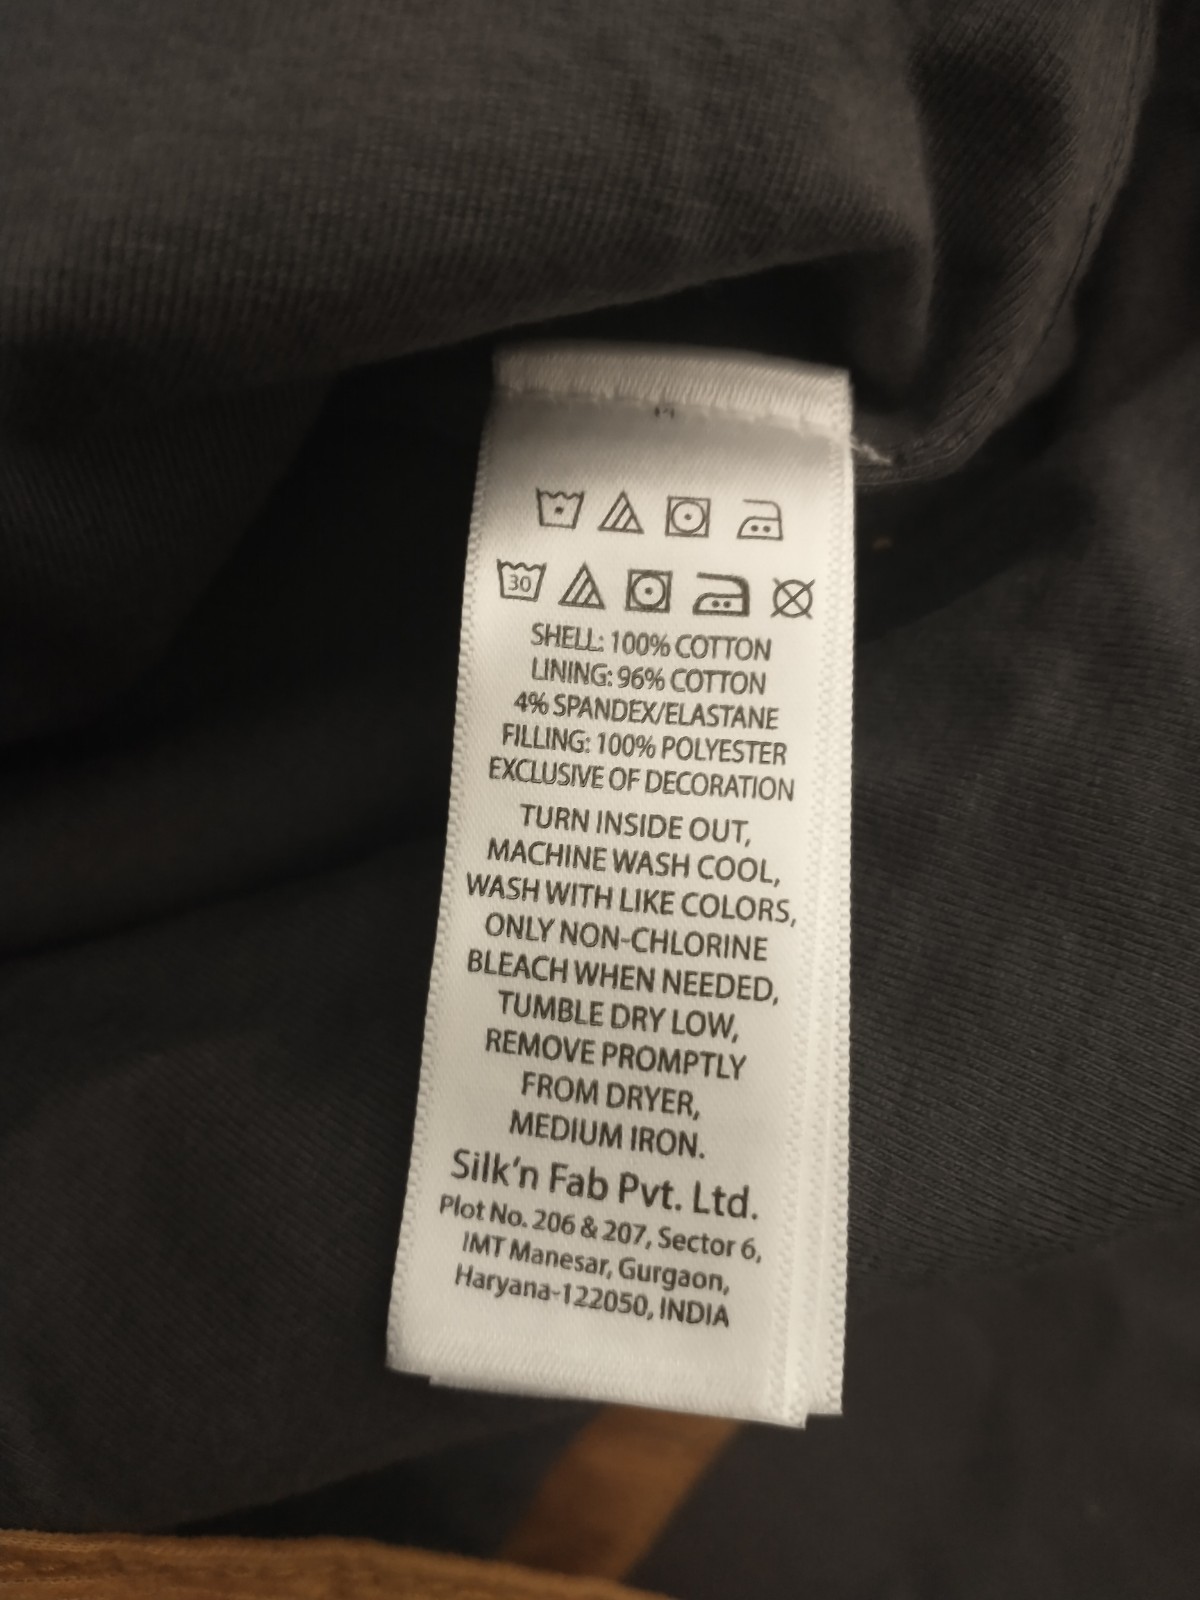 30
SHELL: 100% COTTON
LINING: 96% COTTON
4% SPANDEX/ELASTANE
FILLING: 100% POLYESTER
EXCLUSIVE OF DECORATION
TURN INSIDE OUT,
MACHINE WASH COOL,
WASH WITH LIKE COLORS,
ONLY NON-CHLORINE
BLEACH WHEN NEEDED,
TUMBLE DRY LOW,
REMOVE PROMPTLY
FROM DRYER,
MEDIUM IRON.
Silk'n Fab Pvt. Ltd.
Plot No. 206 & 207, Sector 6,
IMT Manesar, Gurgaon,
Haryana-122050, INDIA